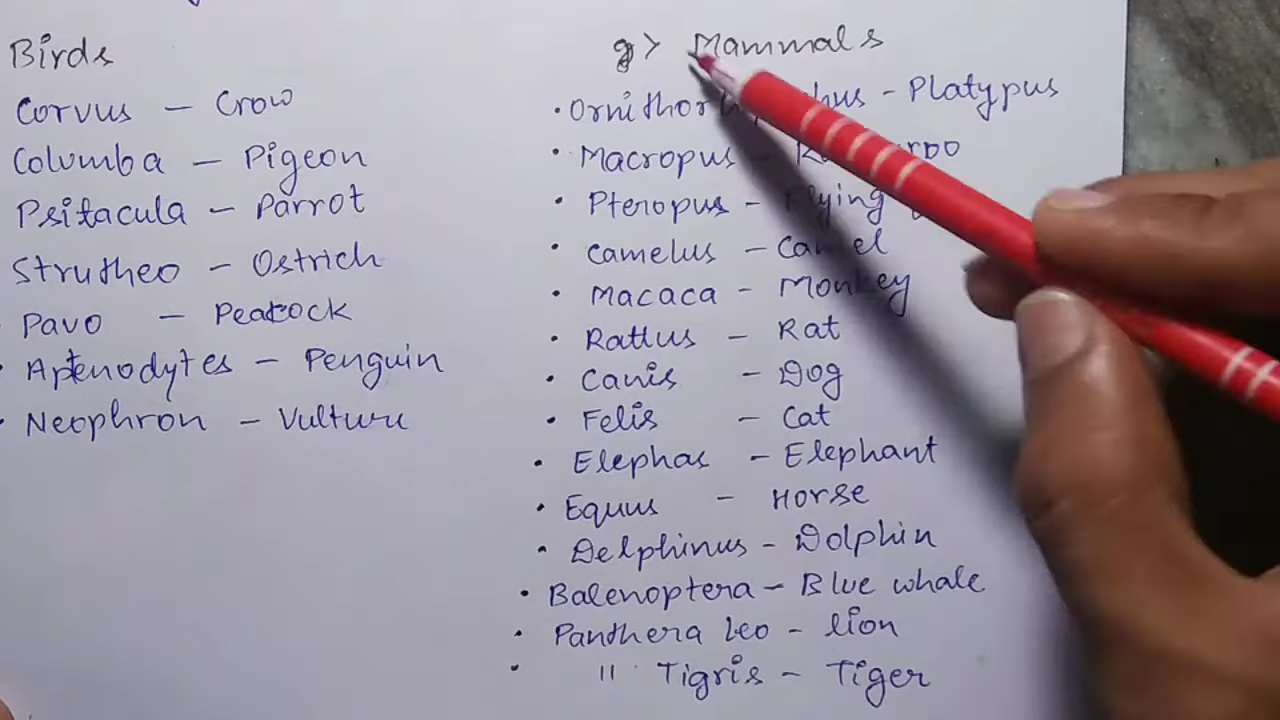 Birds
Corvus – Crow
Columba – Pigeon
Psitacula – Parrot
Strutheo – Ostrich
Pavo – Peacock
Aptenodytes – Penguin
Neophron – Vulture
g> Mammals
– Platypus
Macropus –
Pteropus – Flying
Camelus – Camel
Macaca – Monkey
Rattus – Rat
Canis – Dog
Felis – Cat
Elephas – Elephant
Equus – Horse
Delphinus – Dolphin
Balenoptera – Blue whale
Panthera leo – lion
" Tigris – Tiger